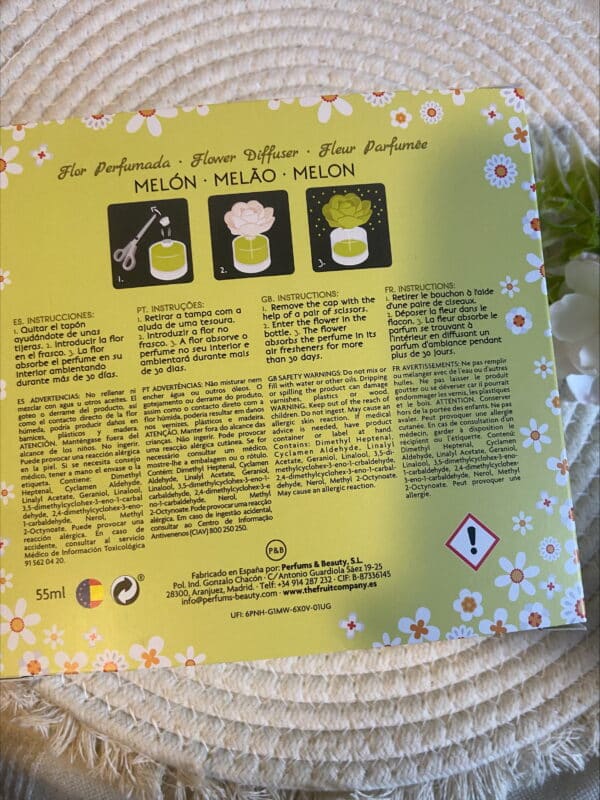 Flor Perfumada · Flower Diffuser · Fleur Parfumée
MELÓN · MELÃO · MELON
1.
2.
3.
ES. INSTRUCCIONES:
1. Quitar el tapón
ayudándote de unas
tijeras. 2. Introducir la flor
en el frasco. 3. La flor
absorbe el perfume en su
interior ambientando
durante más de 30 días.
PT. INSTRUÇÕES:
1. Retirar a tampa com a
ajuda de uma tesoura.
2. Introduzir a flor no
frasco. 3. A flor absorve o
perfume no seu interior e
ambientará durante mais
de 30 dias.
GB. INSTRUCTIONS:
1. Remove the cap with the
help of a pair of scissors.
2. Enter the flower in the
bottle. 3. The flower
absorbs the perfume in its
air fresheners for more
than 30 days.
FR. INSTRUCTIONS:
1. Retirer le bouchon à l'aide
d'une paire de ciseaux.
2. Déposer la fleur dans le
flacon. 3. La fleur absorbe le
parfum se trouvant à
l'intérieur en diffusant un
parfum d'ambiance pendant
plus de 30 jours.
ES ADVERTENCIAS: No rellenar ni
mezclar con agua u otros aceites. El
goteo o derrame del producto, así
como el contacto directo de la flor
húmeda, podría producir daños en
barnices, plásticos y madera.
ATENCIÓN. Manténgase fuera del
alcance de los niños. No ingerir.
Puede provocar una reacción alérgica
en la piel. Si se necesita consejo
médico, tener a mano el envase o la
etiqueta. Contiene: Dimethyl
Heptenal, Cyclamen Aldehyde,
Linalyl Acetate, Geraniol, Linalool,
3,5-dimethylcyclohex-3-eno-1-carbal
dehyde, 2,4-dimethylcyclohex-3-eno-
1-carbaldehyde, Nerol, Methyl
2-Octynoate. Puede provocar una
reacción alérgica. En caso de
accidente, consultar al servicio
Médico de Información Toxicológica
91 562 04 20.
PT ADVERTÊNCIAS: Não misture nem
encher água ou outros óleos. O
gotejamento ou derrame do produto,
assim como o contacto direto com a
flor húmida, poderia resultar em danos
nos vernizes, plásticos e madeira.
ATENÇÃO. Manter fora do alcance das
crianças. Não ingerir. Pode provocar
uma reação alérgica cutânea. Se for
necessário consultar um médico,
mostre-lhe a embalagem ou o rótulo.
Contém: Dimethyl Heptenal, Cyclamen
Aldehyde, Linalyl Acetate, Geraniol,
Linalool, 3,5-dimethylcyclohex-3-eno-1-
carbaldehyde, 2,4-dimethylcyclohex-3-e
no-1-carbaldehyde, Nerol, Methyl
2-Octynoate. Pode provocar uma reacção
alérgica. Em caso de ingestão acidental,
consultar ao Centro de Informação
Antivenenos (CIAV) 800 250 250.
GB SAFETY WARNINGS: Do not mix or
Fill with water or other oils. Dripping
or spilling the product can damage
varnishes, plastics or wood.
WARNING. Keep out of the reach of
children. Do not ingest. May cause an
allergic skin reaction. If medical
advice is needed, have product
container or label at hand.
Contains: Dimethyl Heptenal,
Cyclamen Aldehyde, Linalyl
Acetate, Geraniol, Linalool, 3,5-di-
methylcyclohex-3-eno-1-carbaldehyde,
2,4-dimethylcyclohex-3-eno-1-carbal-
dehyde, Nerol, Methyl 2-Octynoate.
May cause an allergic reaction.
FR AVERTISSEMENTS: Ne pas remplir
ou mélanger avec de l'eau ou d'autres
huiles. Ne pas laisser le produit
goutter ou se déverser car il pourrait
endommager les vernis, les plastiques
et le bois. ATTENTION. Conserver
hors de la portée des enfants. Ne pas
avaler. Peut provoquer une allergie
cutanée. En cas de consultation d'un
médecin, garder à disposition le
récipient ou l'étiquette. Contient:
Dimethyl Heptenal, Cyclamen
Aldehyde, Linalyl Acetate, Geraniol,
Linalool, 3,5-dimethylcyclohex-3-
eno-1-carbaldehyde, 2,4-dimethyl
cyclohex-3-eno-1-
carbaldehyde, Nerol, Methyl
2-Octynoate. Peut provoquer une
allergie.
P&B
Fabricado en España por: Perfums & Beauty, S.L.
Pol. Ind. Gonzalo Chacón · C/Antonio Guardiola Sáez 19-25
28300, Aranjuez, Madrid. · Telf: +34 914 287 232 · CIF: B-87336145
info@perfums-beauty.com · www.thefruitcompany.es
UFI: 6PNH-G1MW-6X0V-01UG
55ml